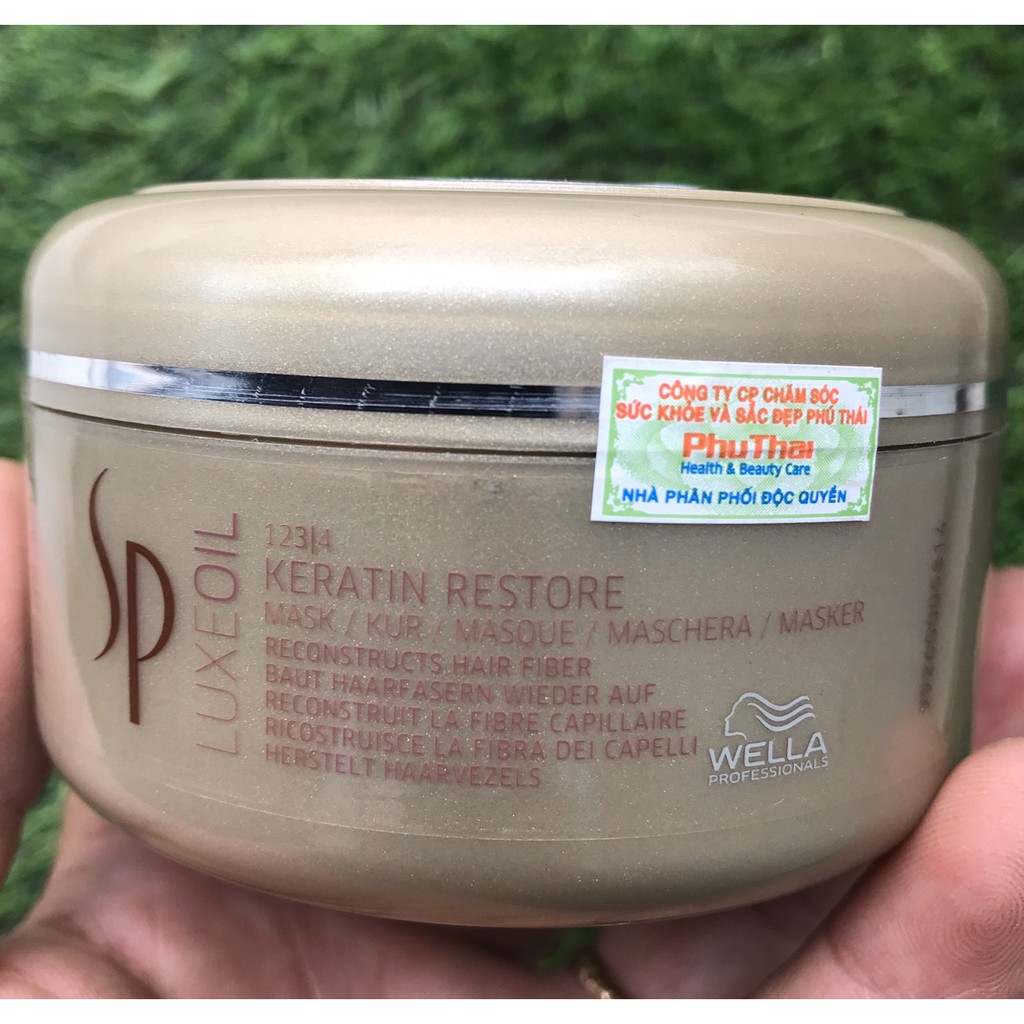 CÔNG TY CP CHĂM SÓC
SỨC KHỎE VÀ SẮC ĐẸP PHÚ THÁI
PhuThai
Health & Beauty Care
NHÀ PHÂN PHỐI ĐỘC QUYỀN
SP
LUXEOIL
123|4
KERATIN RESTORE
MASK / KUR / MASQUE / MASCHERA / MASKER
RECONSTRUCTS HAIR FIBER
BAUT HAARFASERN WIEDER AUF
RECONSTRUIT LA FIBRE CAPILLAIRE
RICOSTRUISCE LA FIBRA DEI CAPELLI
HERSTELT HAARVEZELS
WELLA
PROFESSIONALS